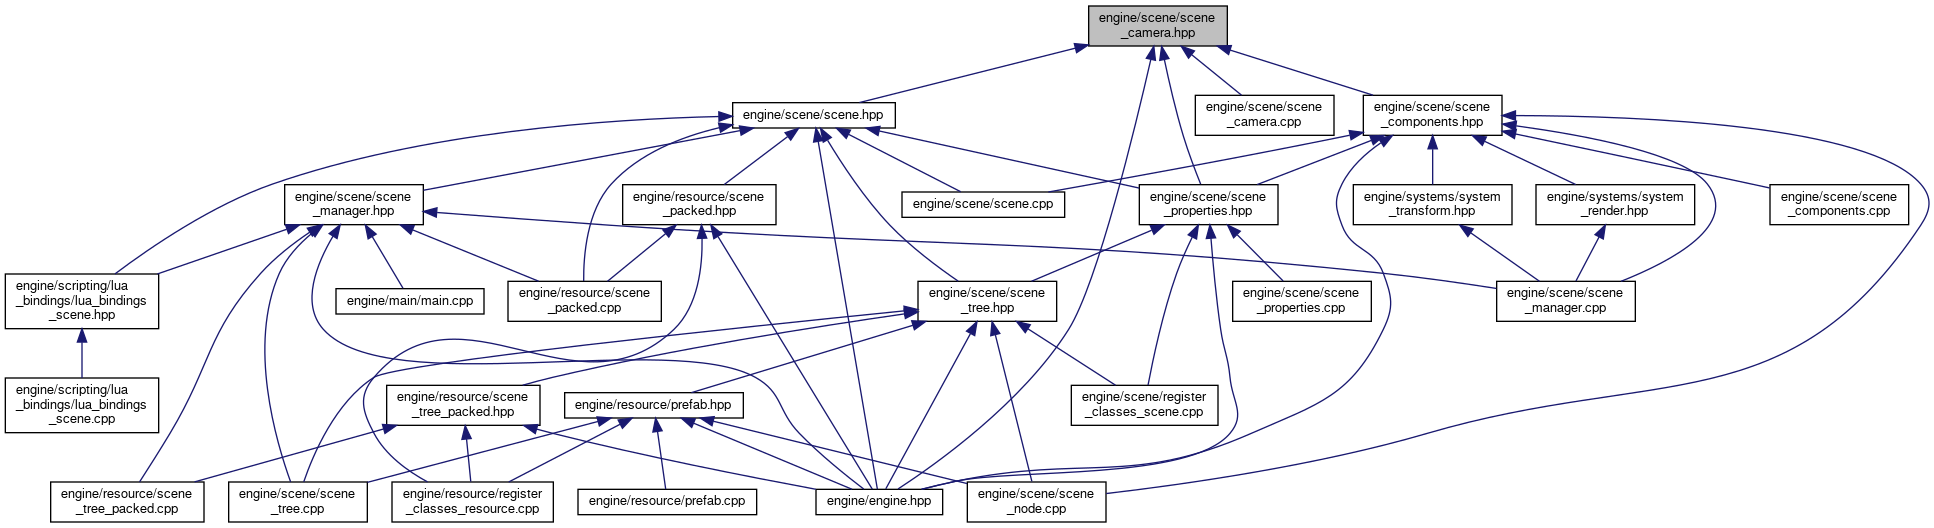 engine/scene/scene
_camera.hpp
engine/scene/scene.hpp
engine/scene/scene
_camera.cpp
engine/scene/scene
_components.hpp
engine/scene/scene
_manager.hpp
engine/resource/scene
_packed.hpp
engine/scene/scene.cpp
engine/scene/scene
_properties.hpp
engine/systems/system
_transform.hpp
engine/systems/system
_render.hpp
engine/scene/scene
_components.cpp
engine/scripting/lua
_bindings/lua_bindings
_scene.hpp
engine/main/main.cpp
engine/resource/scene
_packed.cpp
engine/scene/scene
_tree.hpp
engine/scene/scene
_properties.cpp
engine/scene/scene
_manager.cpp
engine/scripting/lua
_bindings/lua_bindings
_scene.cpp
engine/resource/scene
_tree_packed.hpp
engine/resource/prefab.hpp
engine/scene/register
_classes_scene.cpp
engine/resource/scene
_tree_packed.cpp
engine/scene/scene
_tree.cpp
engine/resource/register
_classes_resource.cpp
engine/resource/prefab.cpp
engine/engine.hpp
engine/scene/scene
_node.cpp